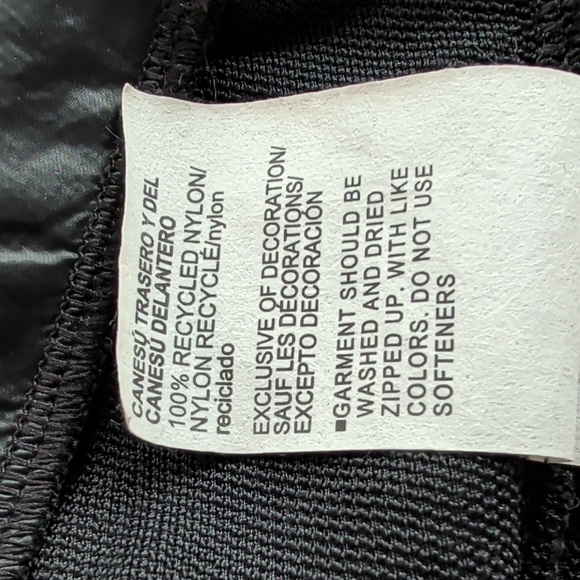 CANESÚ TRASERO Y DEL
CANESÚ DELANTERO
100% RECYCLED NYLON/
NYLON RECYCLÉ/nylon
reciclado
EXCLUSIVE OF DECORATION/
SAUF LES DÉCORATIONS/
EXCEPTO DECORACIÓN
▪GARMENT SHOULD BE
WASHED AND DRIED
ZIPPED UP. WITH LIKE
COLORS. DO NOT USE
SOFTENERS